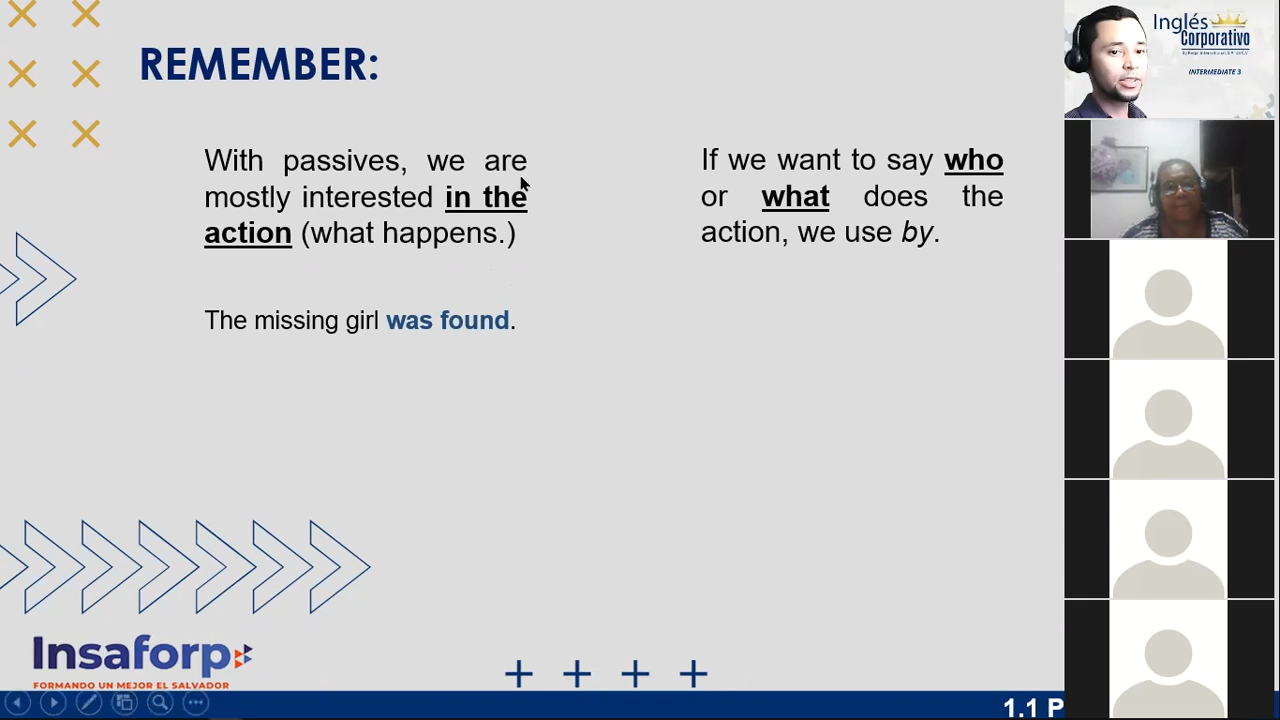 REMEMBER:
With passives, we are
mostly interested in the
action (what happens.)
The missing girl was found.
If we want to say who
or what does the
action, we use by.
Inglés
Corporativo
INTERMEDIATE 3
Insaforp
FORMANDO UN MEJOR EL SALVADOR
1.1 P